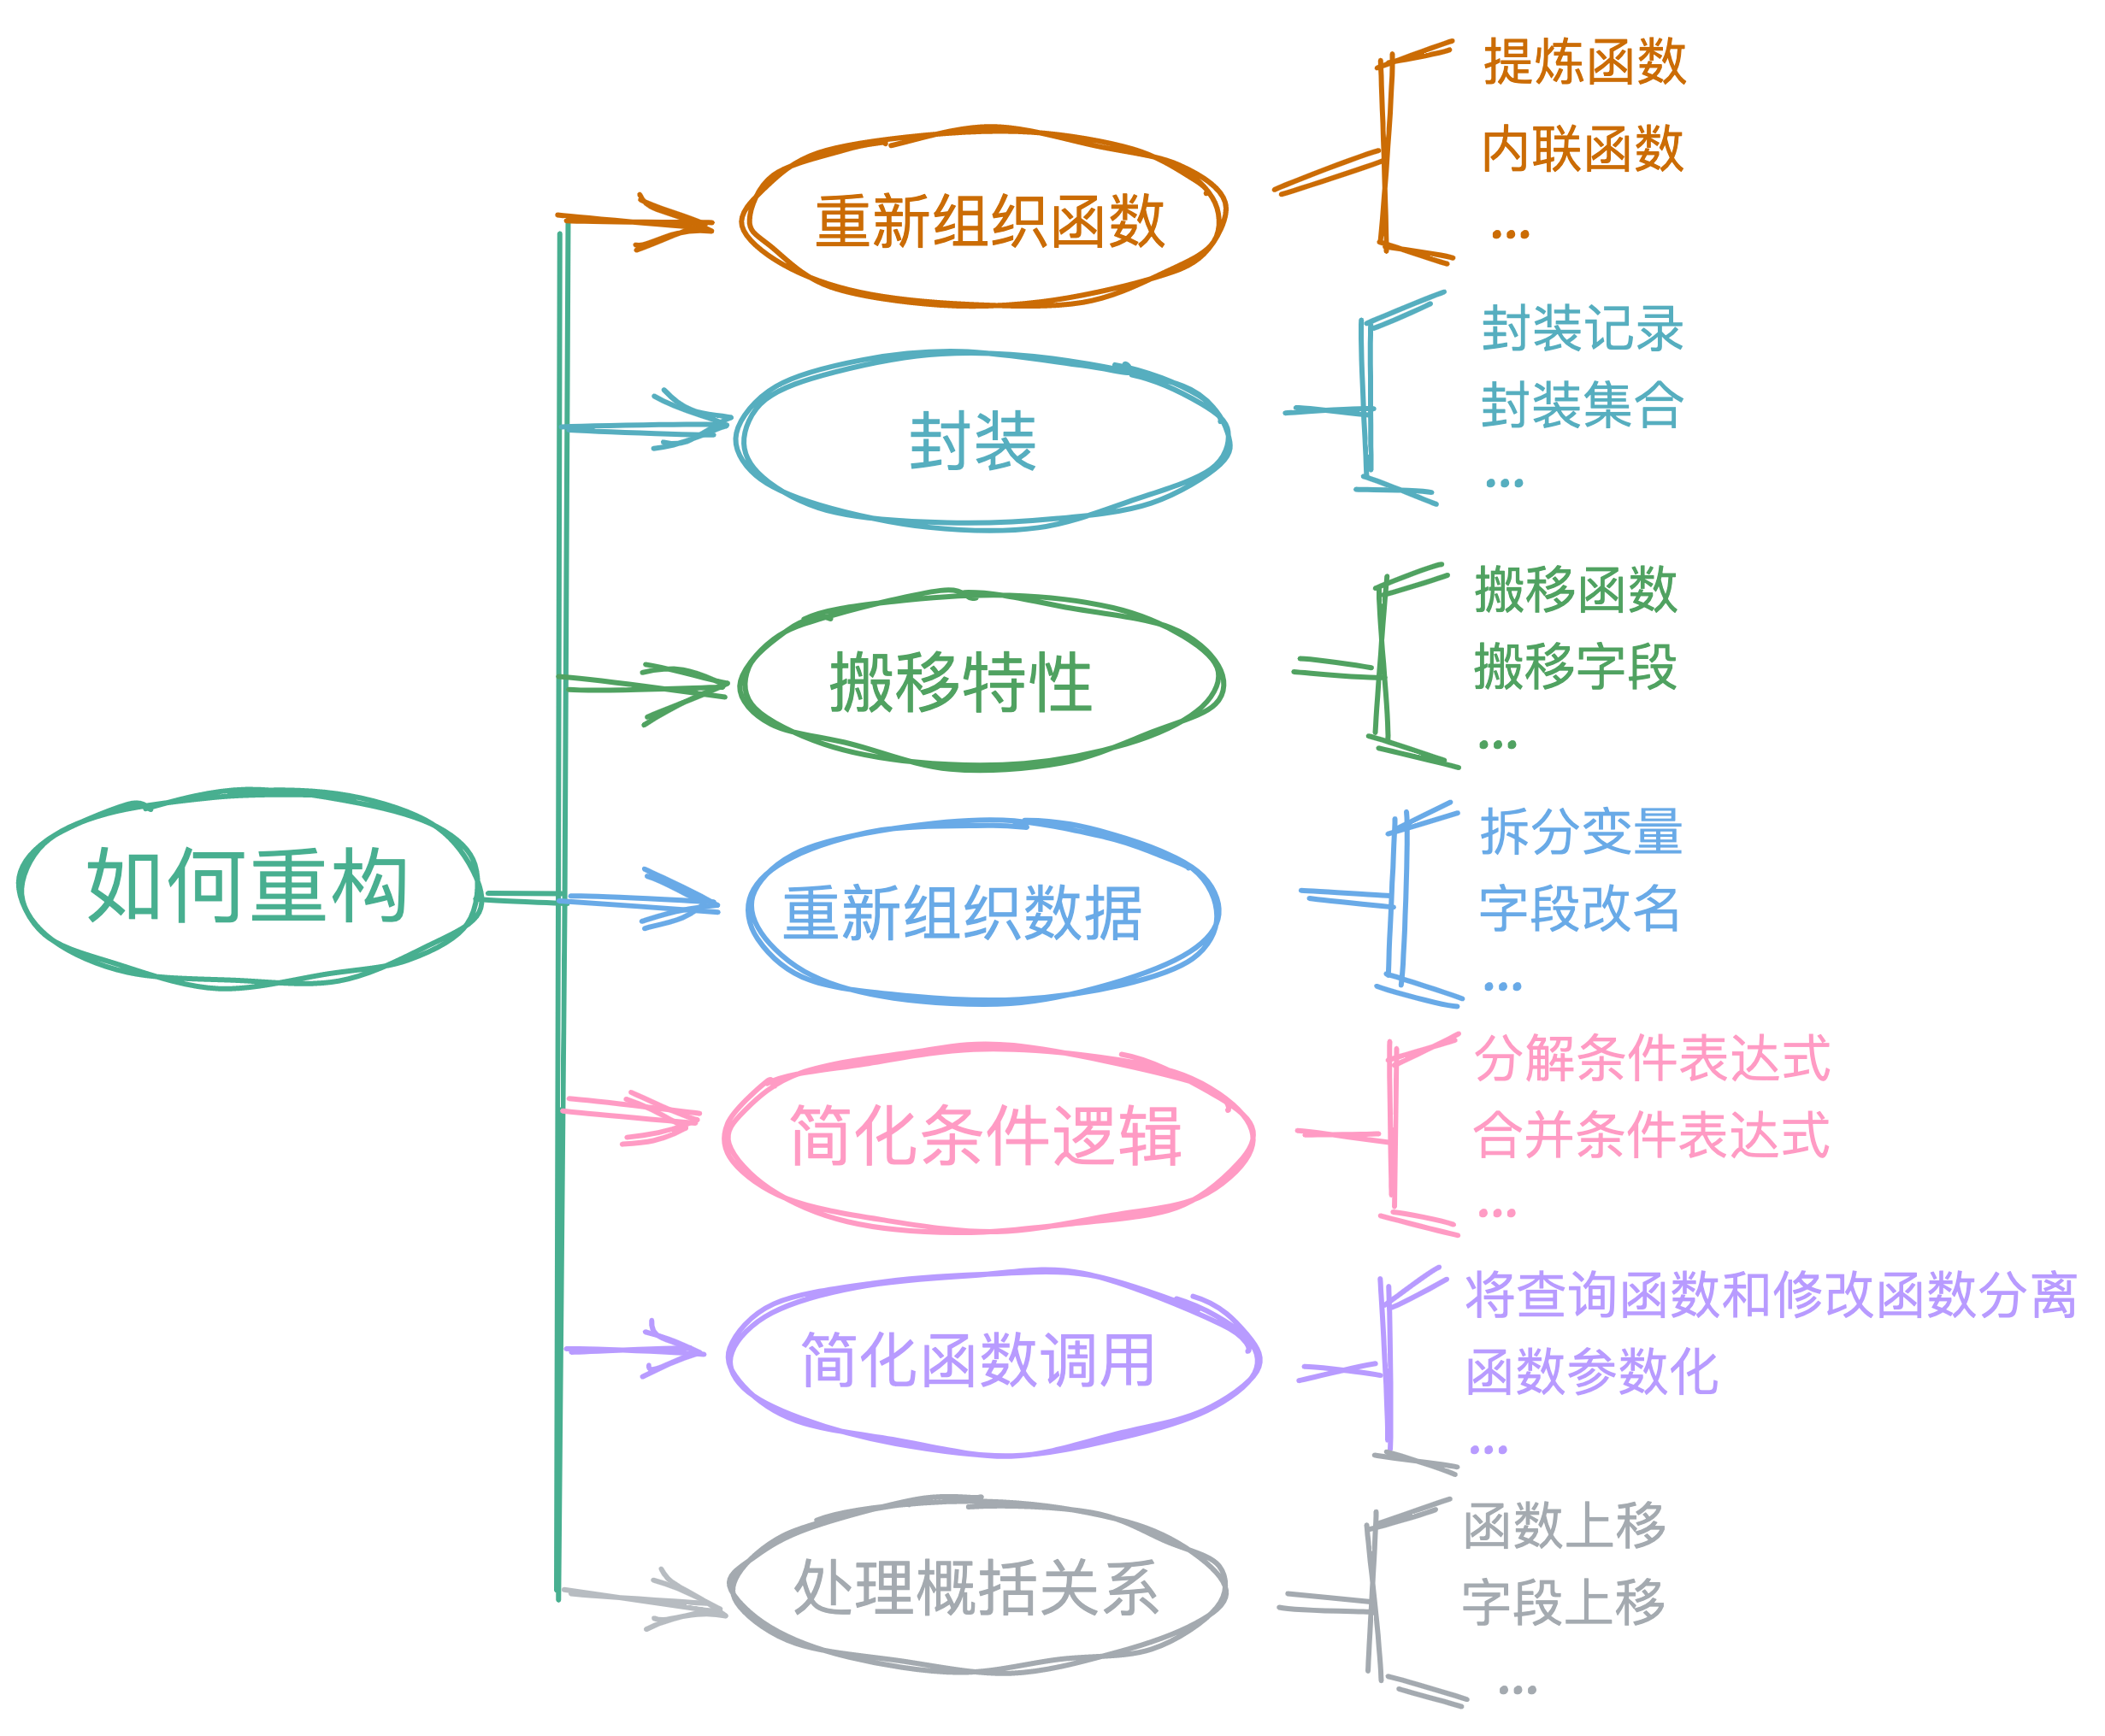 如何重构
重新组织函数
提炼函数
内联函数
...
封装
封装记录
封装集合
...
搬移特性
搬移函数
搬移字段
...
重新组织数据
拆分变量
字段改名
...
简化条件逻辑
分解条件表达式
合并条件表达式
...
简化函数调用
将查询函数和修改函数分离
函数参数化
...
处理概括关系
函数上移
字段上移
...